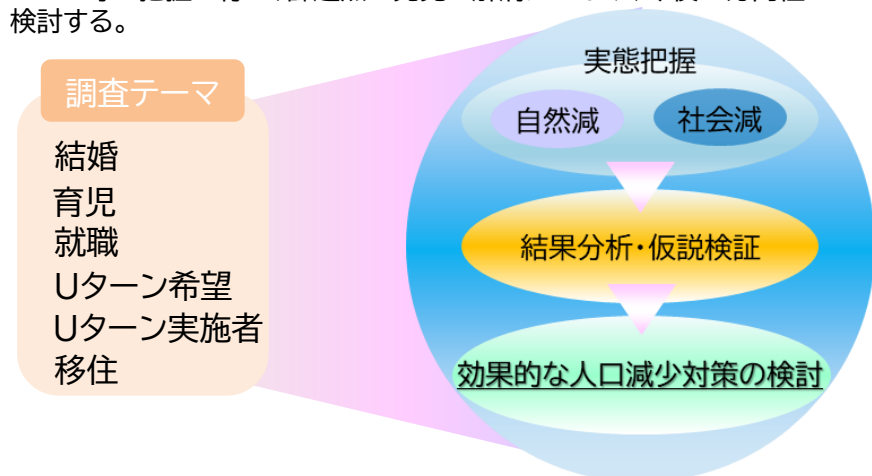 検討する。
調査テーマ
結婚
育児
就職
Uターン希望
Uターン実施者
移住
実態把握
自然減
社会減
結果分析・仮説検証
効果的な人口減少対策の検討